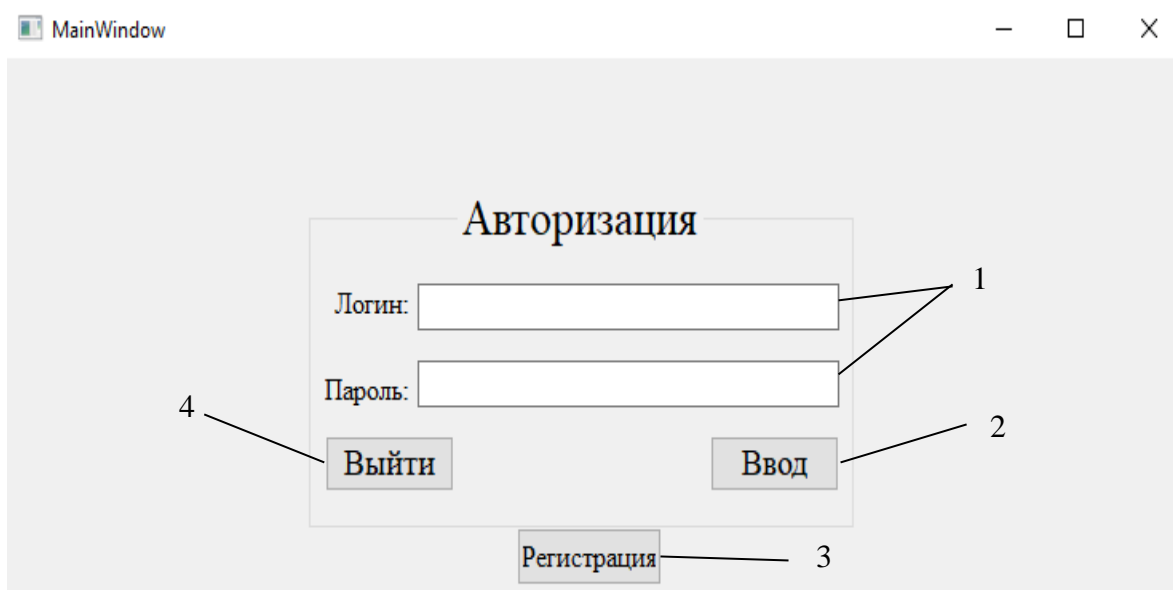 MainWindow
Авторизация
Логин:
1
Пароль:
4
2
Выйти
Ввод
Регистрация
3